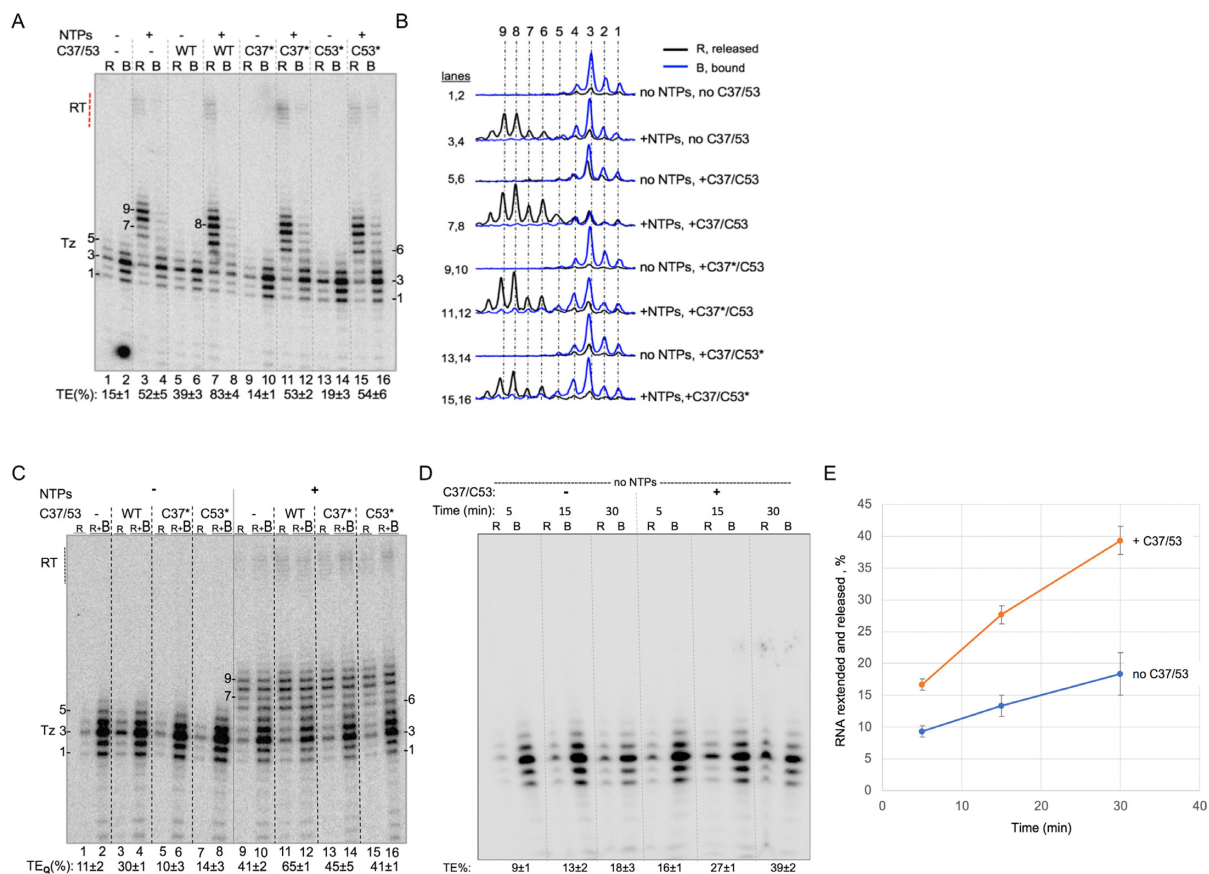 A
NTPs - + - + - + - +
C37/53 - - WT WT C37* C37* C53* C53*
R B R B R B R B R B R B R B R B
RT
9
7
8
5
Tz
3
1
-6
-3
-1
1 2 3 4 5 6 7 8 9 10 11 12 13 14 15 16
TE(%): 15±1 52±5 39±3 83±4 14±1 53±2 19±3 54±6
B
9 8 7 6 5 4 3 2 1
R, released
B, bound
lanes
1,2 no NTPs, no C37/53
3,4 +NTPs, no C37/53
5,6 no NTPs, +C37/C53
7,8 +NTPs, +C37/C53
9,10 no NTPs, +C37*/C53
11,12 +NTPs, +C37*/C53
13,14 no NTPs, +C37/C53*
15,16 +NTPs,+C37/C53*
C
NTPs - +
C37/53 - WT C37* C53* - WT C37* C53*
R R+B R R+B R R+B R R+B R R+B R R+B R R+B R R+B
RT
9
7
-6
5
Tz 3
1
-3
-1
1 2 3 4 5 6 7 8 9 10 11 12 13 14 15 16
TEQ(%) 11±2 30±1 10±3 14±3 41±2 65±1 45±5 41±1
D
no NTPs
C37/C53: - +
Time (min): 5 15 30 5 15 30
R B R B R B R B R B R B
TE% 9±1 13±2 18±3 16±1 27±1 39±2
E
45
40
35
30
25
20
15
10
5
0
RNA rextended and released , %
+ C37/53
no C37/53
0 10 20 30 40
Time (min)